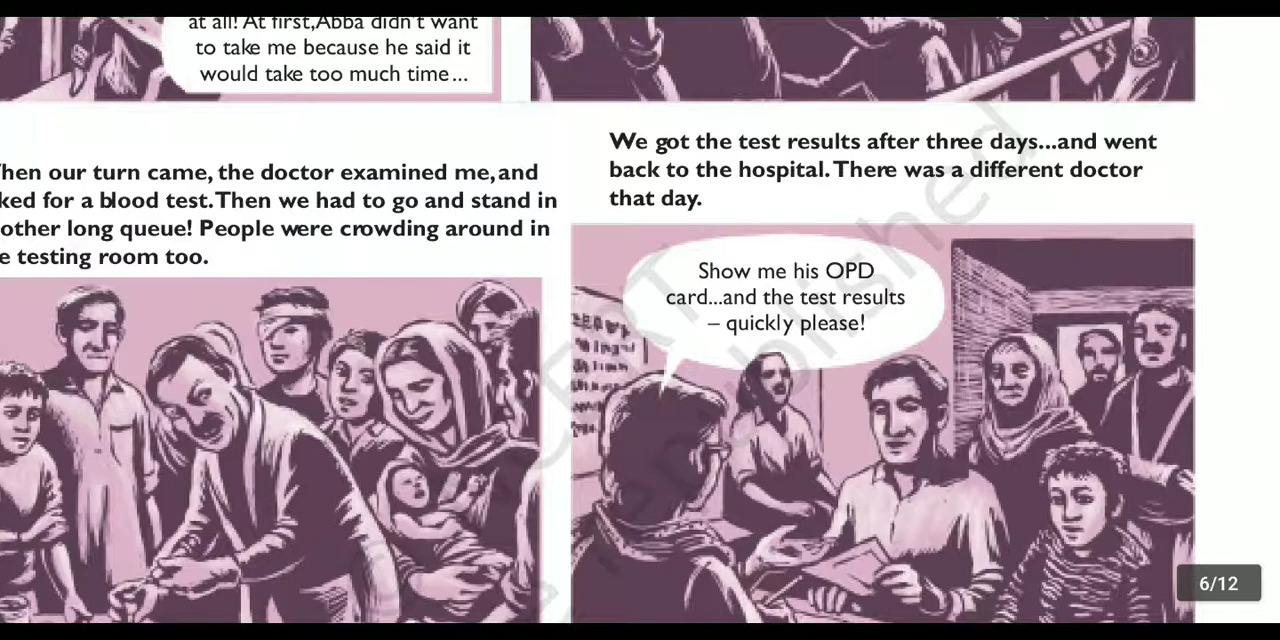 at all! At first, Abba didn't want
to take me because he said it
would take too much time ...
hen our turn came, the doctor examined me, and
ked for a blood test. Then we had to go and stand in
other long queue! People were crowding around in
e testing room too.
We got the test results after three days...and went
back to the hospital. There was a different doctor
that day.
Show me his OPD
card...and the test results
– quickly please!
6/12